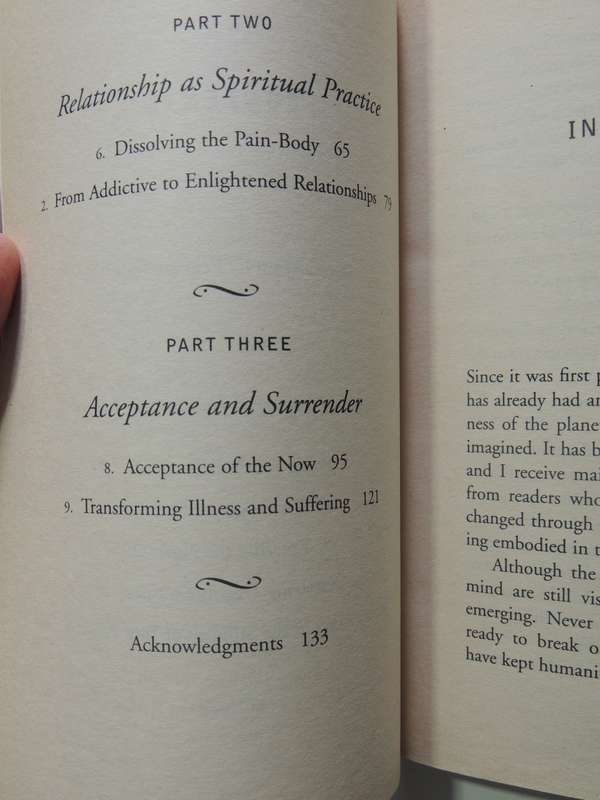 PART TWO
Relationship as Spiritual Practice
6. Dissolving the Pain-Body 65
2. From Addictive to Enlightened Relationships 79
PART THREE
Acceptance and Surrender
8. Acceptance of the Now 95
9. Transforming Illness and Suffering 121
Acknowledgments 133
IN
Since it was first
has already had
ness of the
imagined. It has
and I receive
from readers
changed through
ing embodied in
Although the
mind are still
emerging. Never
ready to break
have kept